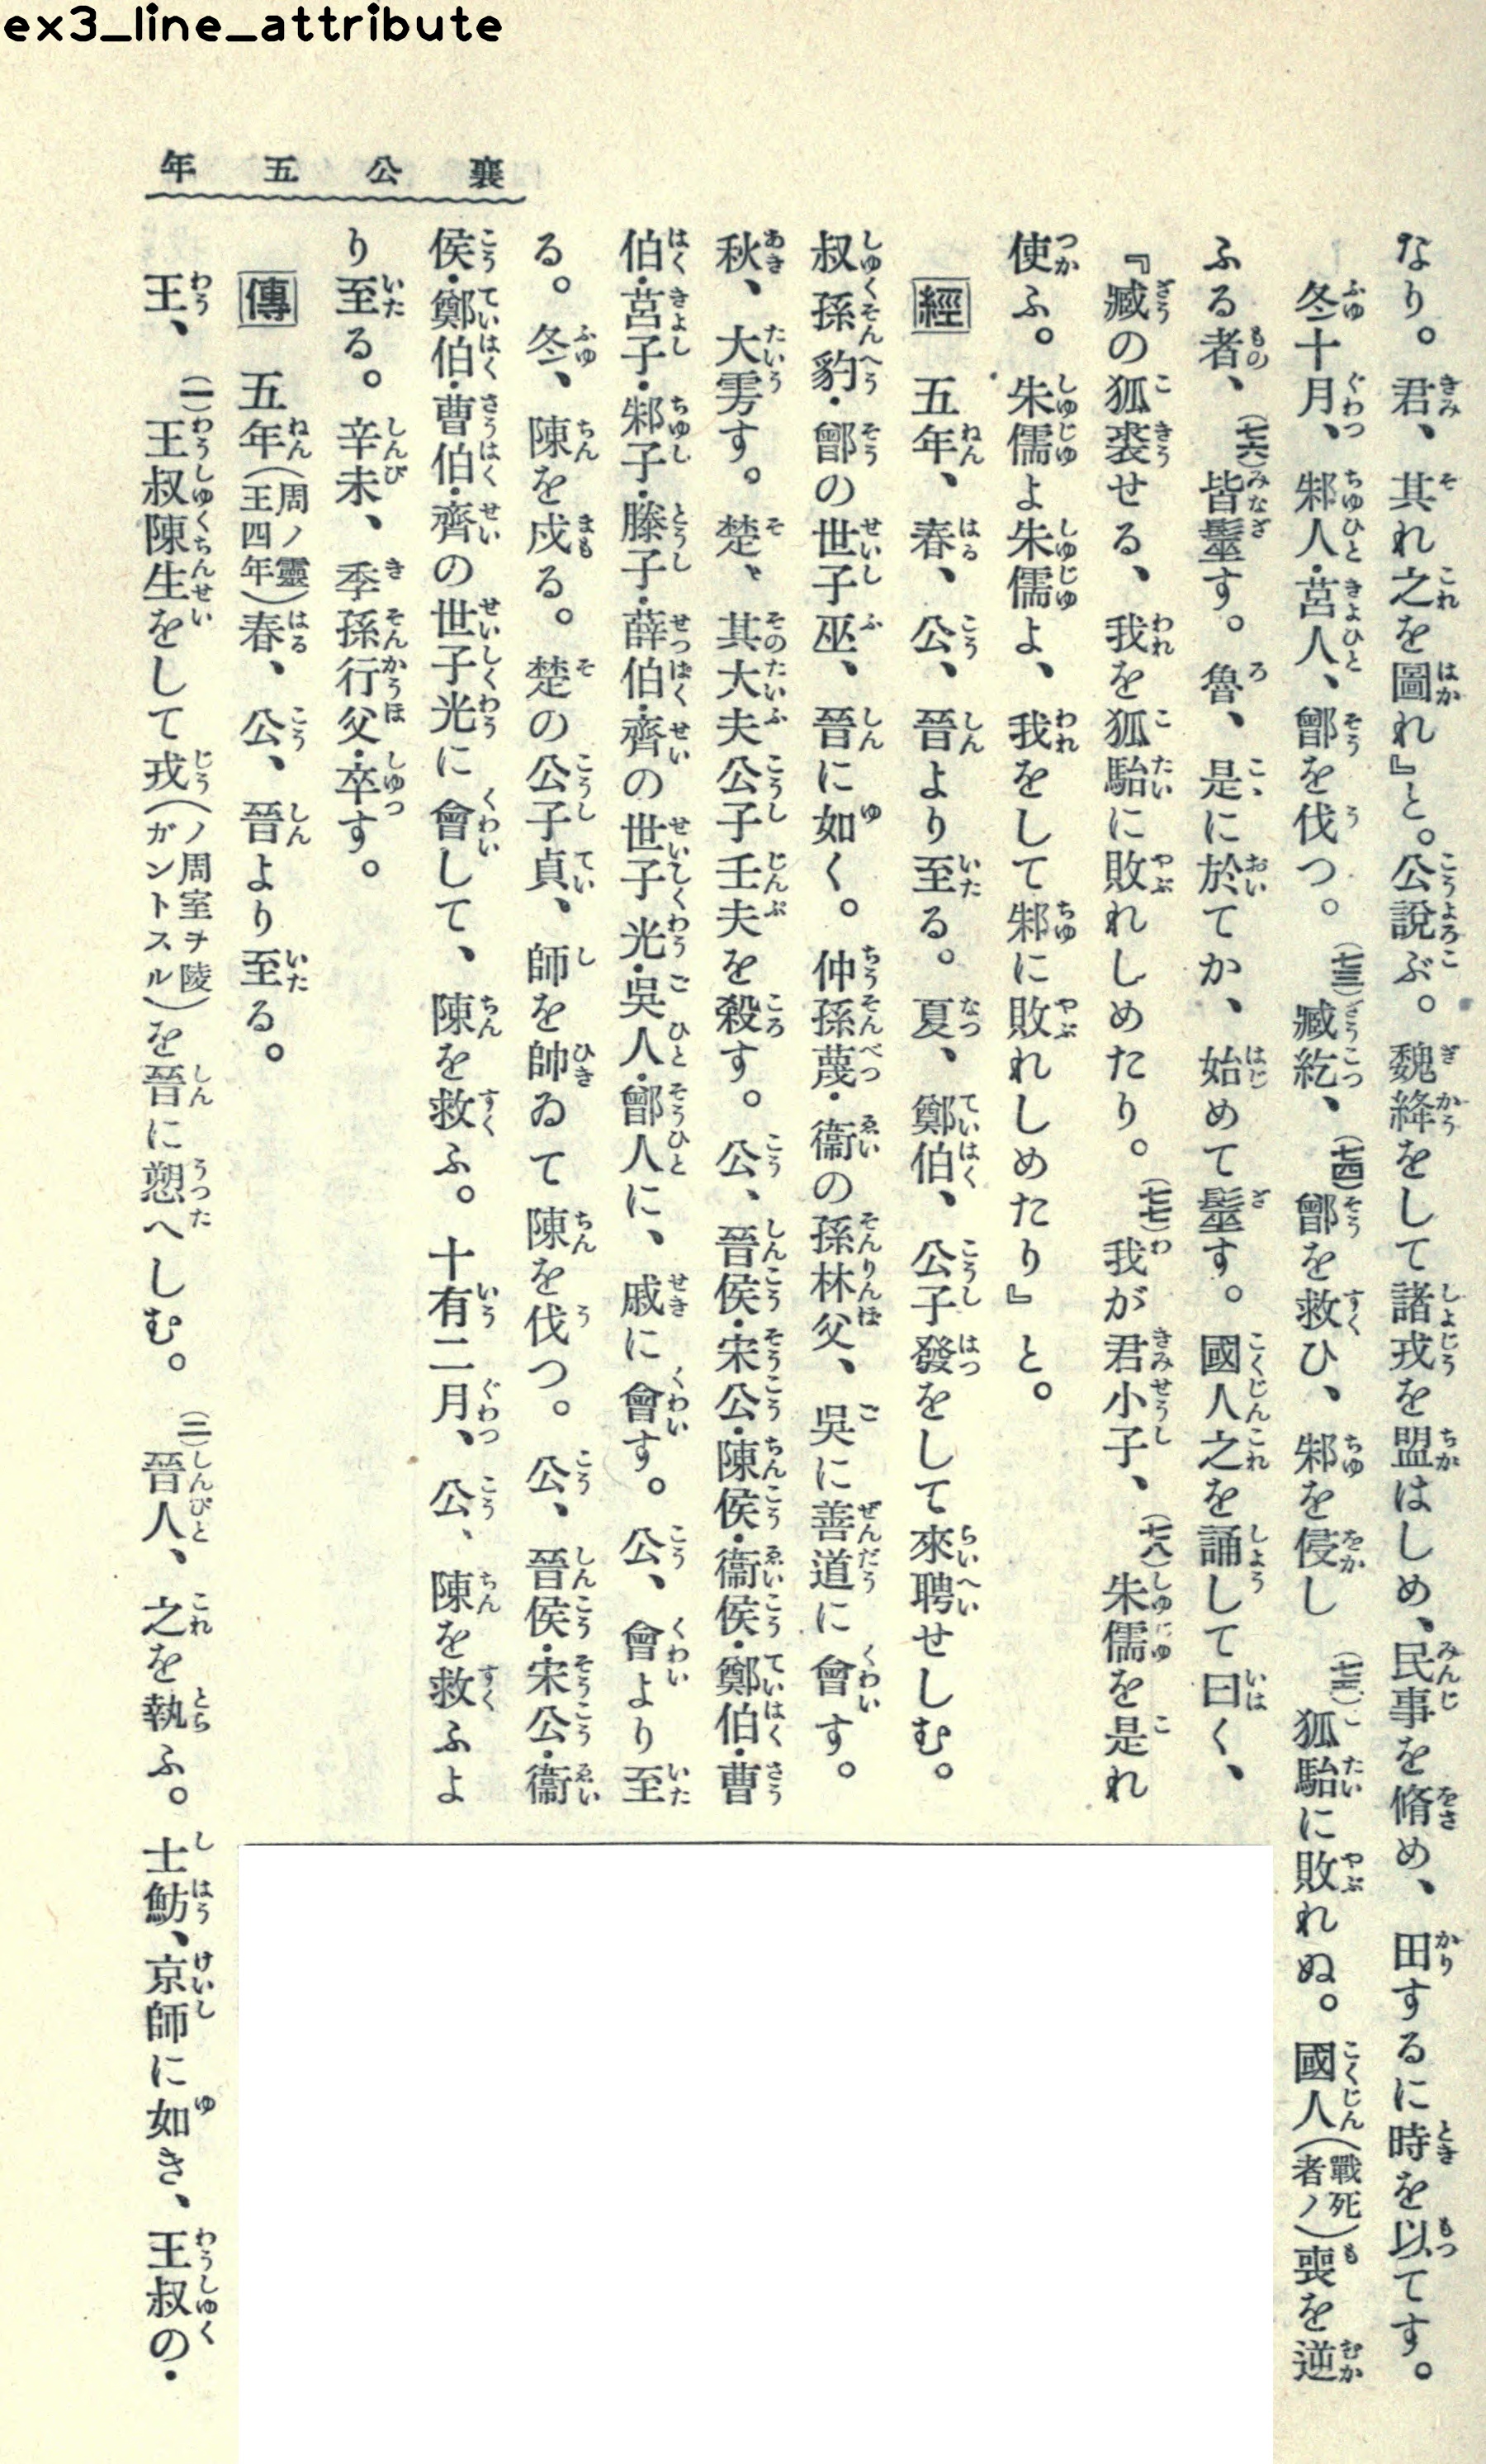 ex3_line_attribute
襄公五年
なり。君、其れ之を圖れ』と。公說ぶ。魏絳をして諸戎を盟はしめ、民事を脩め、田するに時を以てす。
冬十月、邾人・莒人、鄫を伐つ。(七三)臧紇、(七四)鄫を救ひ、邾を侵し(七五)狐駘に敗れぬ。國人(戰死者ノ)喪を逆
ふる者、(七六)皆髽す。魯、是に於てか、始めて髽す。國人之を誦して曰く、
『臧の狐裘せる、我を狐駘に敗れしめたり。(七七)我が君小子、(七八)朱儒を是れ
使ふ。朱儒よ朱儒よ、我をして邾に敗れしめたり』と。
經 五年、春、公、晉より至る。夏、鄭伯、公子發をして來聘せしむ。
叔孫豹・鄫の世子巫、晉に如く。仲孫蔑・衞の孫林父、吳に善道に會す。
秋、大雩す。楚、其大夫公子壬夫を殺す。公、晉侯・宋公・陳侯・衞侯・鄭伯・曹
伯・莒子・邾子・滕子・薛伯・齊の世子光・吳人・鄫人に、戚に會す。公、會より至
る。冬、陳を戍る。楚の公子貞、師を帥ゐて陳を伐つ。公、晉侯・宋公・衞
侯・鄭伯・曹伯・齊の世子光に會して、陳を救ふ。十有二月、公、陳を救ふよ
り至る。辛未、季孫行父・卒す。
傳 五年(周ノ靈王四年)春、公、晉より至る。
王、(一)王叔陳生をして戎(ノ周室ヲ陵ガントスル)を晉に愬へしむ。(二)晉人、之を執ふ。士魴、京師に如き、王叔の・